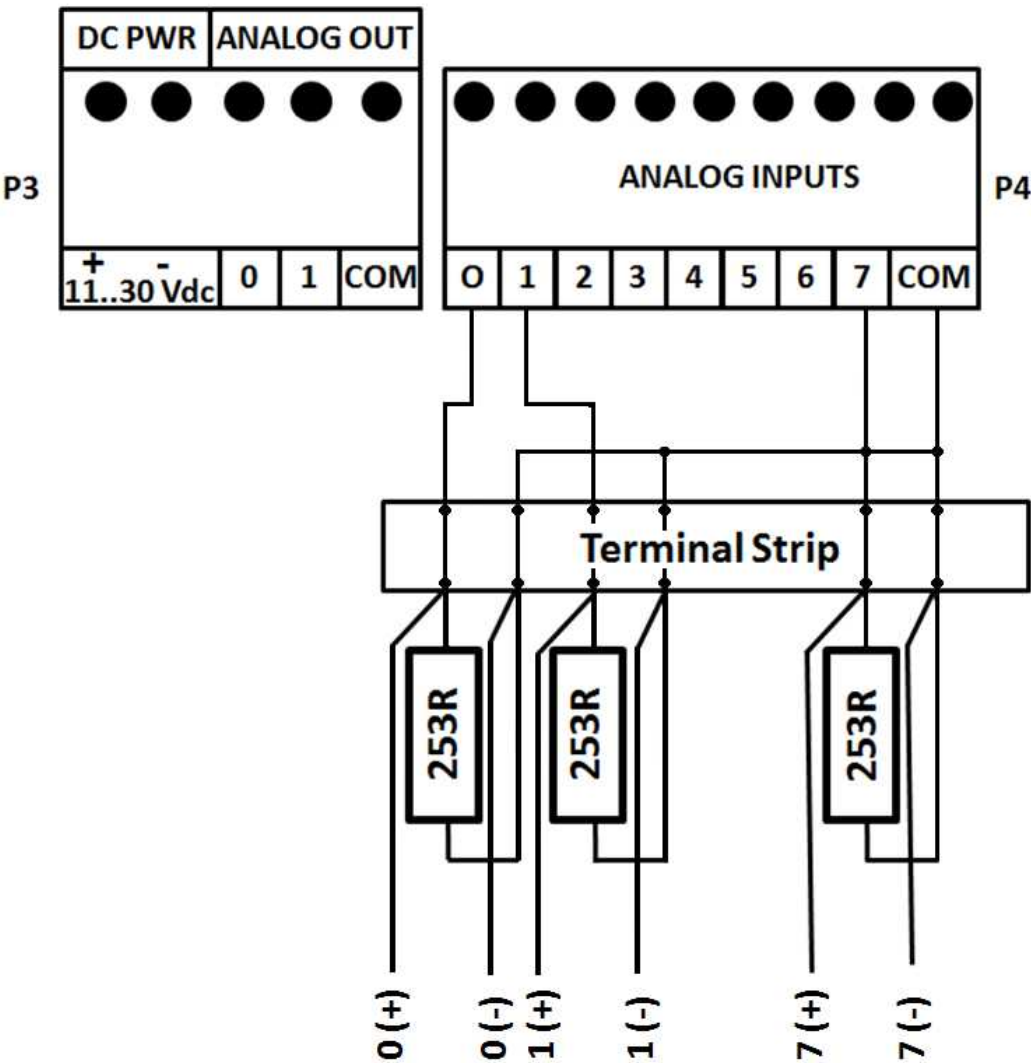 DC PWR ANALOG OUT
P3
+ -
11..30 Vdc 0 1 COM
ANALOG INPUTS
P4
O 1 2 3 4 5 6 7 COM
Terminal Strip
253R 253R 253R
0 (+) 0 (-) 1 (+) 1 (-) 7 (+) 7 (-)